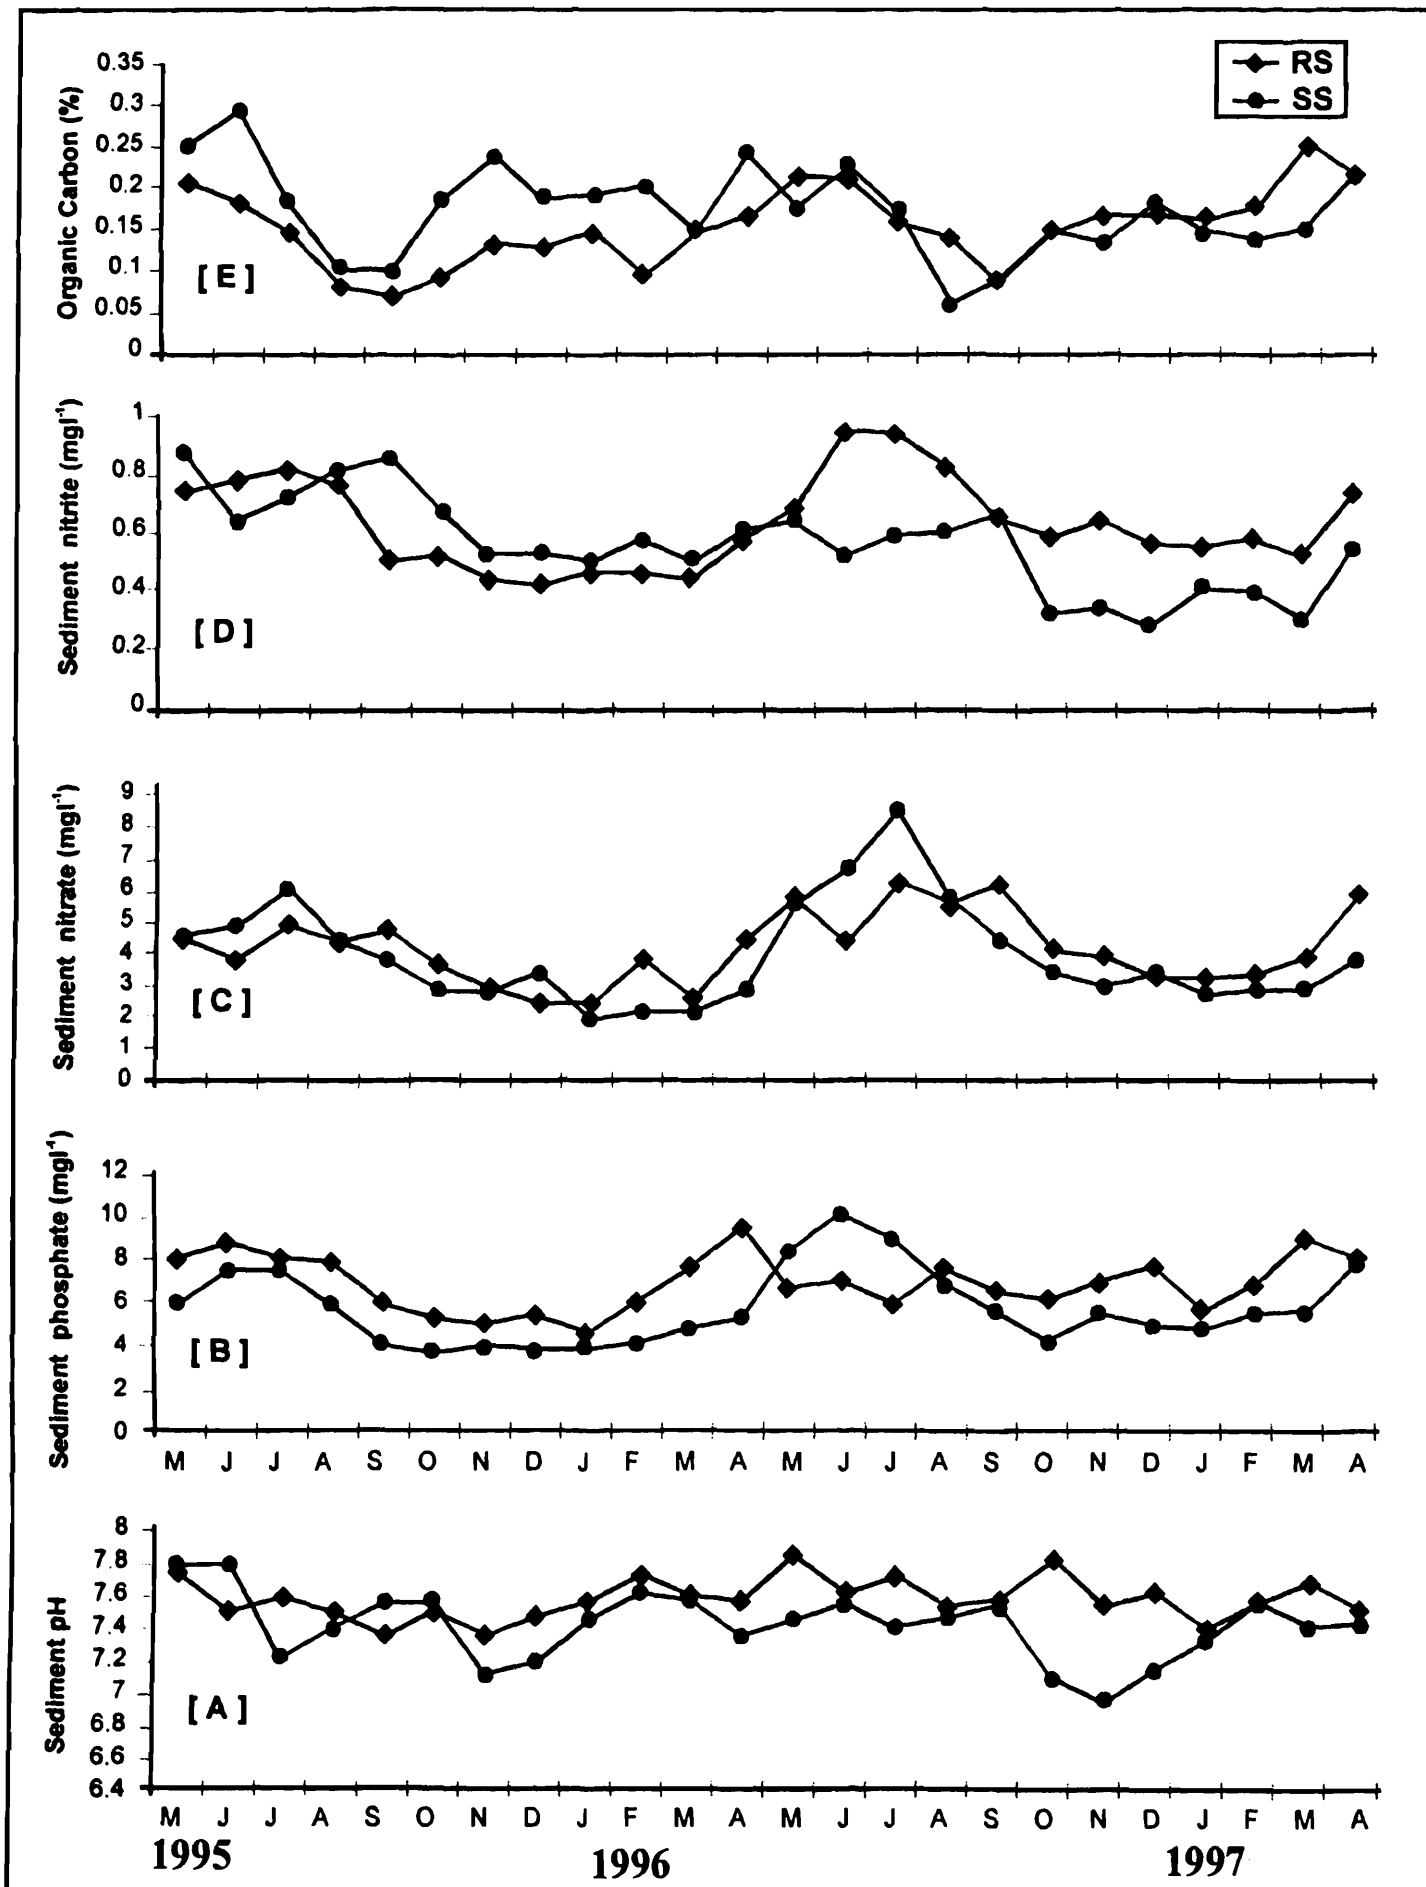 RS
SS
Organic Carbon (%)
0.35
0.3
0.25
0.2
0.15
0.1
0.05
0
[E]
Sediment nitrite (mgl⁻¹)
1
0.8
0.6
0.4
0.2
0
[D]
Sediment nitrate (mgl⁻¹)
9
8
7
6
5
4
3
2
1
0
[C]
Sediment phosphate (mgl⁻¹)
12
10
8
6
4
2
0
[B]
M J J A S O N D J F M A M J J A S O N D J F M A
Sediment pH
8
7.8
7.6
7.4
7.2
7
6.8
6.6
6.4
[A]
M J J A S O N D J F M A M J J A S O N D J F M A
1995 1996 1997